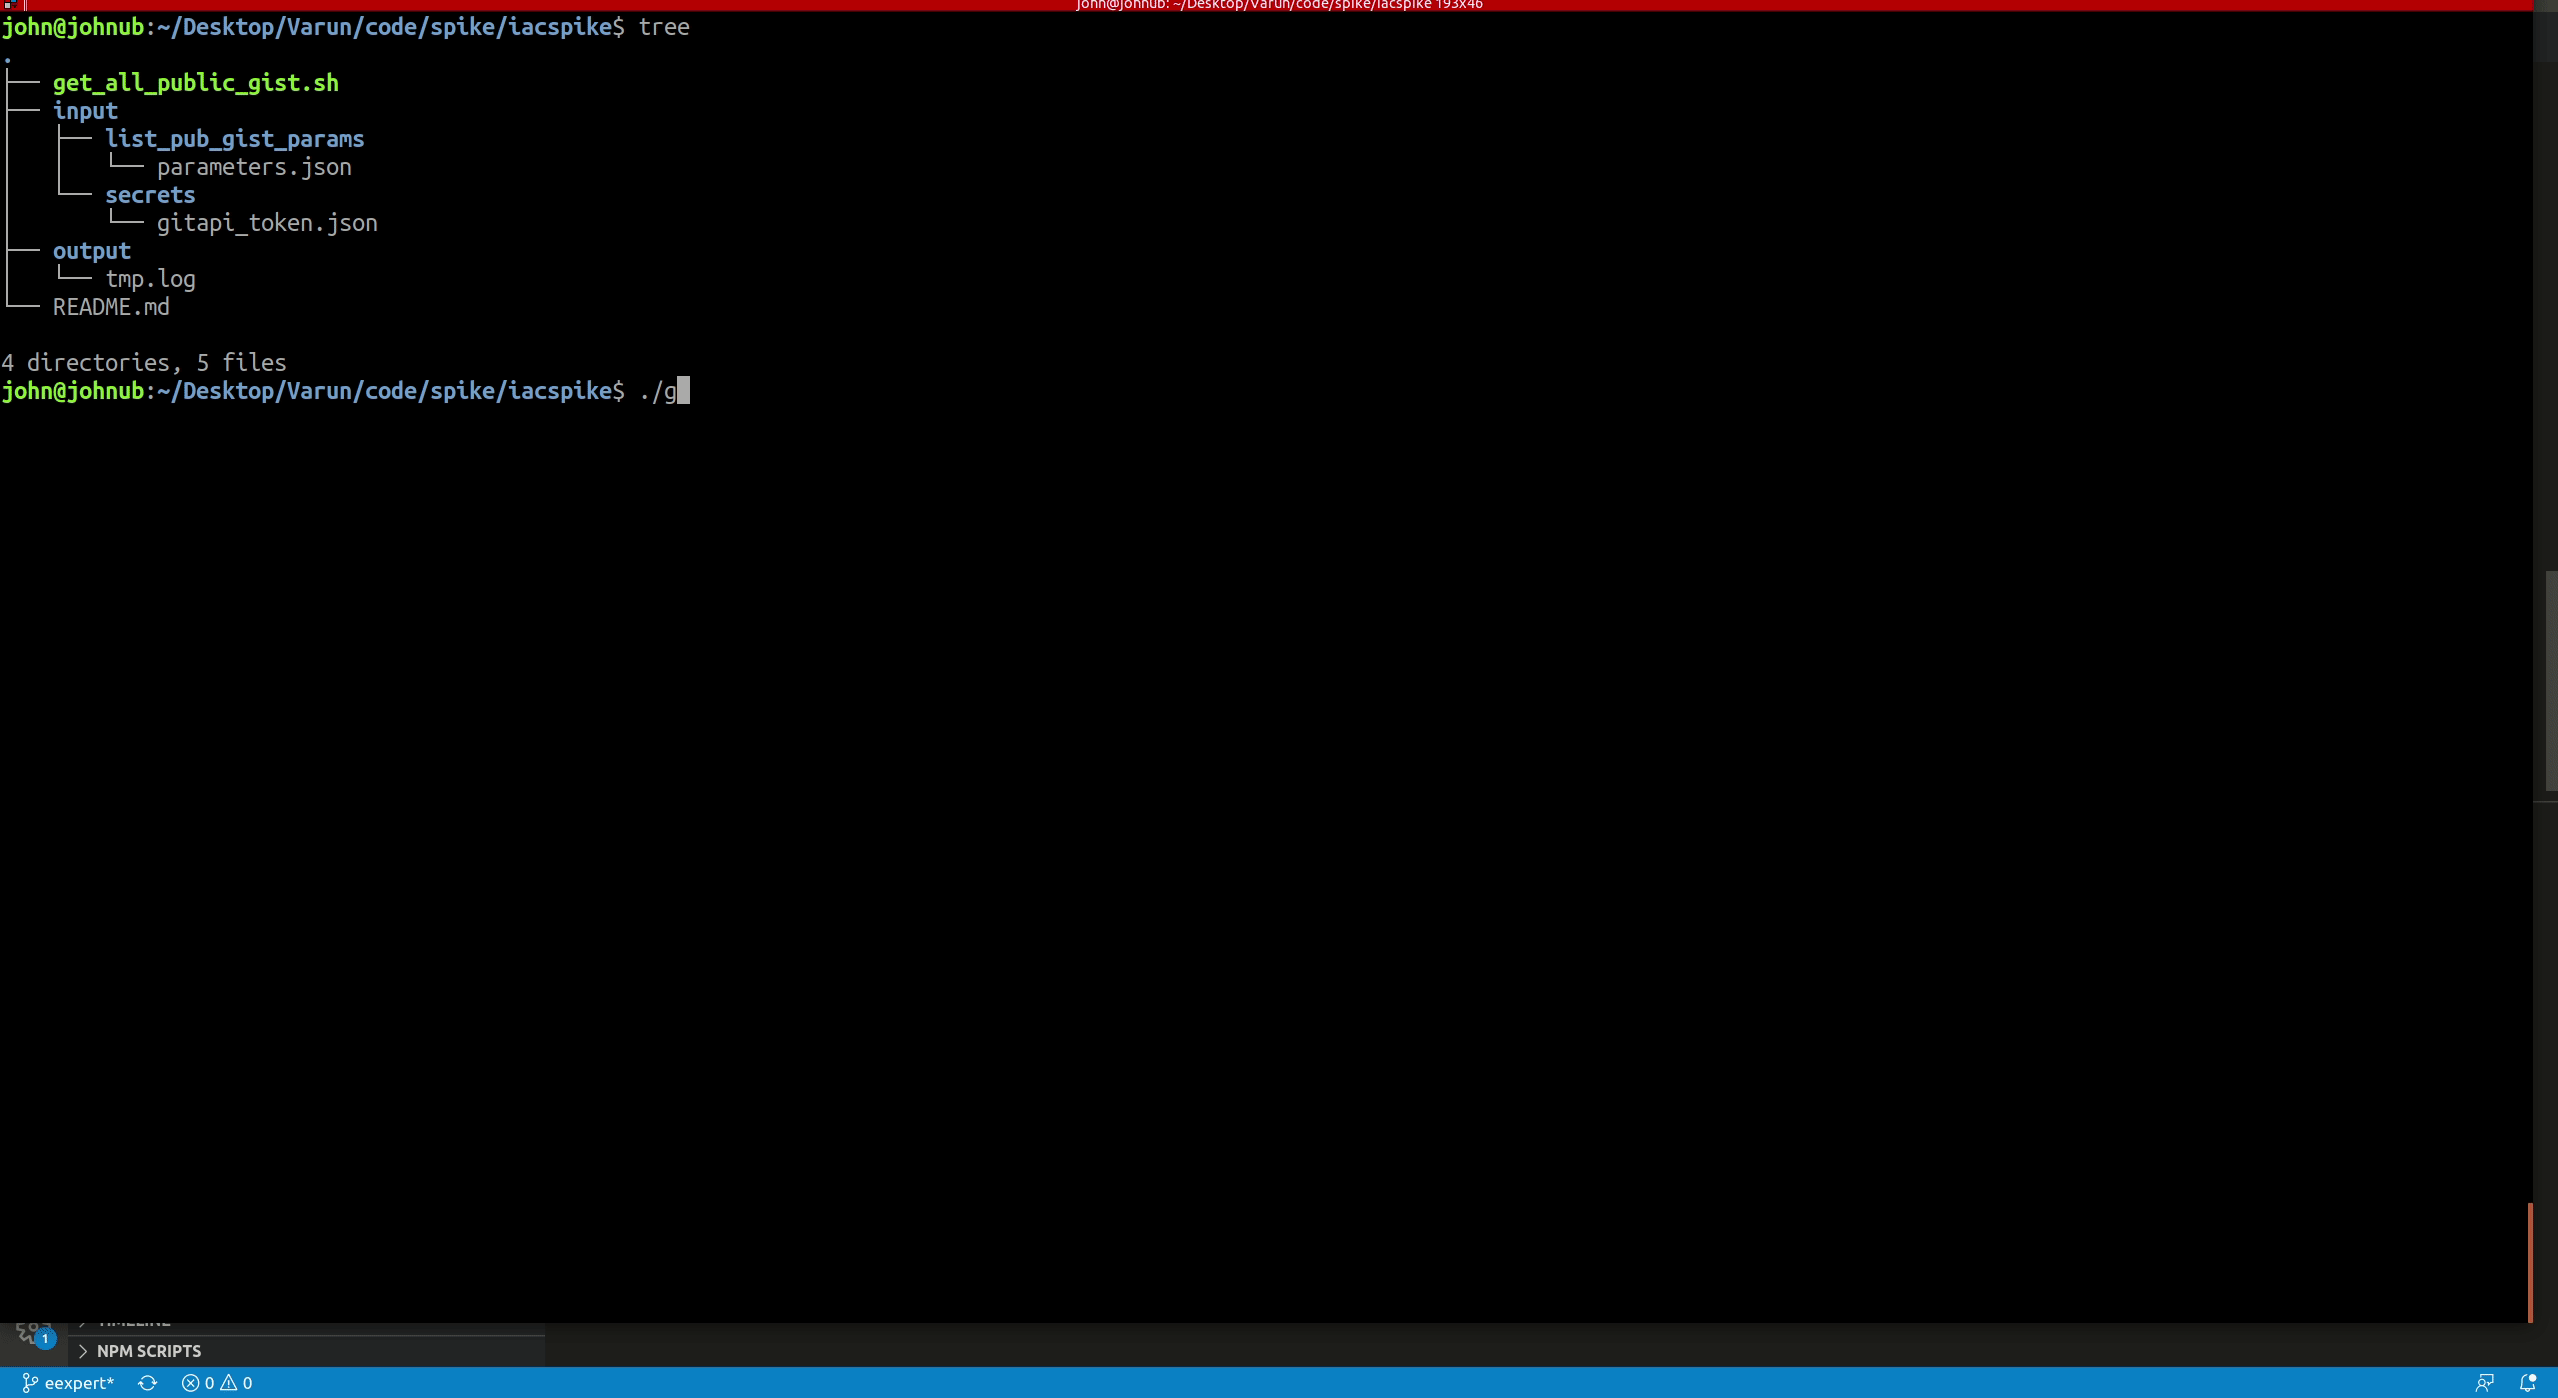 john@johnub: ~/Desktop/Varun/code/spike/iacspike 193x46
john@johnub:~/Desktop/Varun/code/spike/iacspike$ tree
.
├── get_all_public_gist.sh
├── input
│   ├── list_pub_gist_params
│   │   └── parameters.json
│   └── secrets
│       └── gitapi_token.json
├── output
│   └── tmp.log
└── README.md
4 directories, 5 files
john@johnub:~/Desktop/Varun/code/spike/iacspike$ ./g
TIMELINE
1
NPM SCRIPTS
eexpert* 0 0